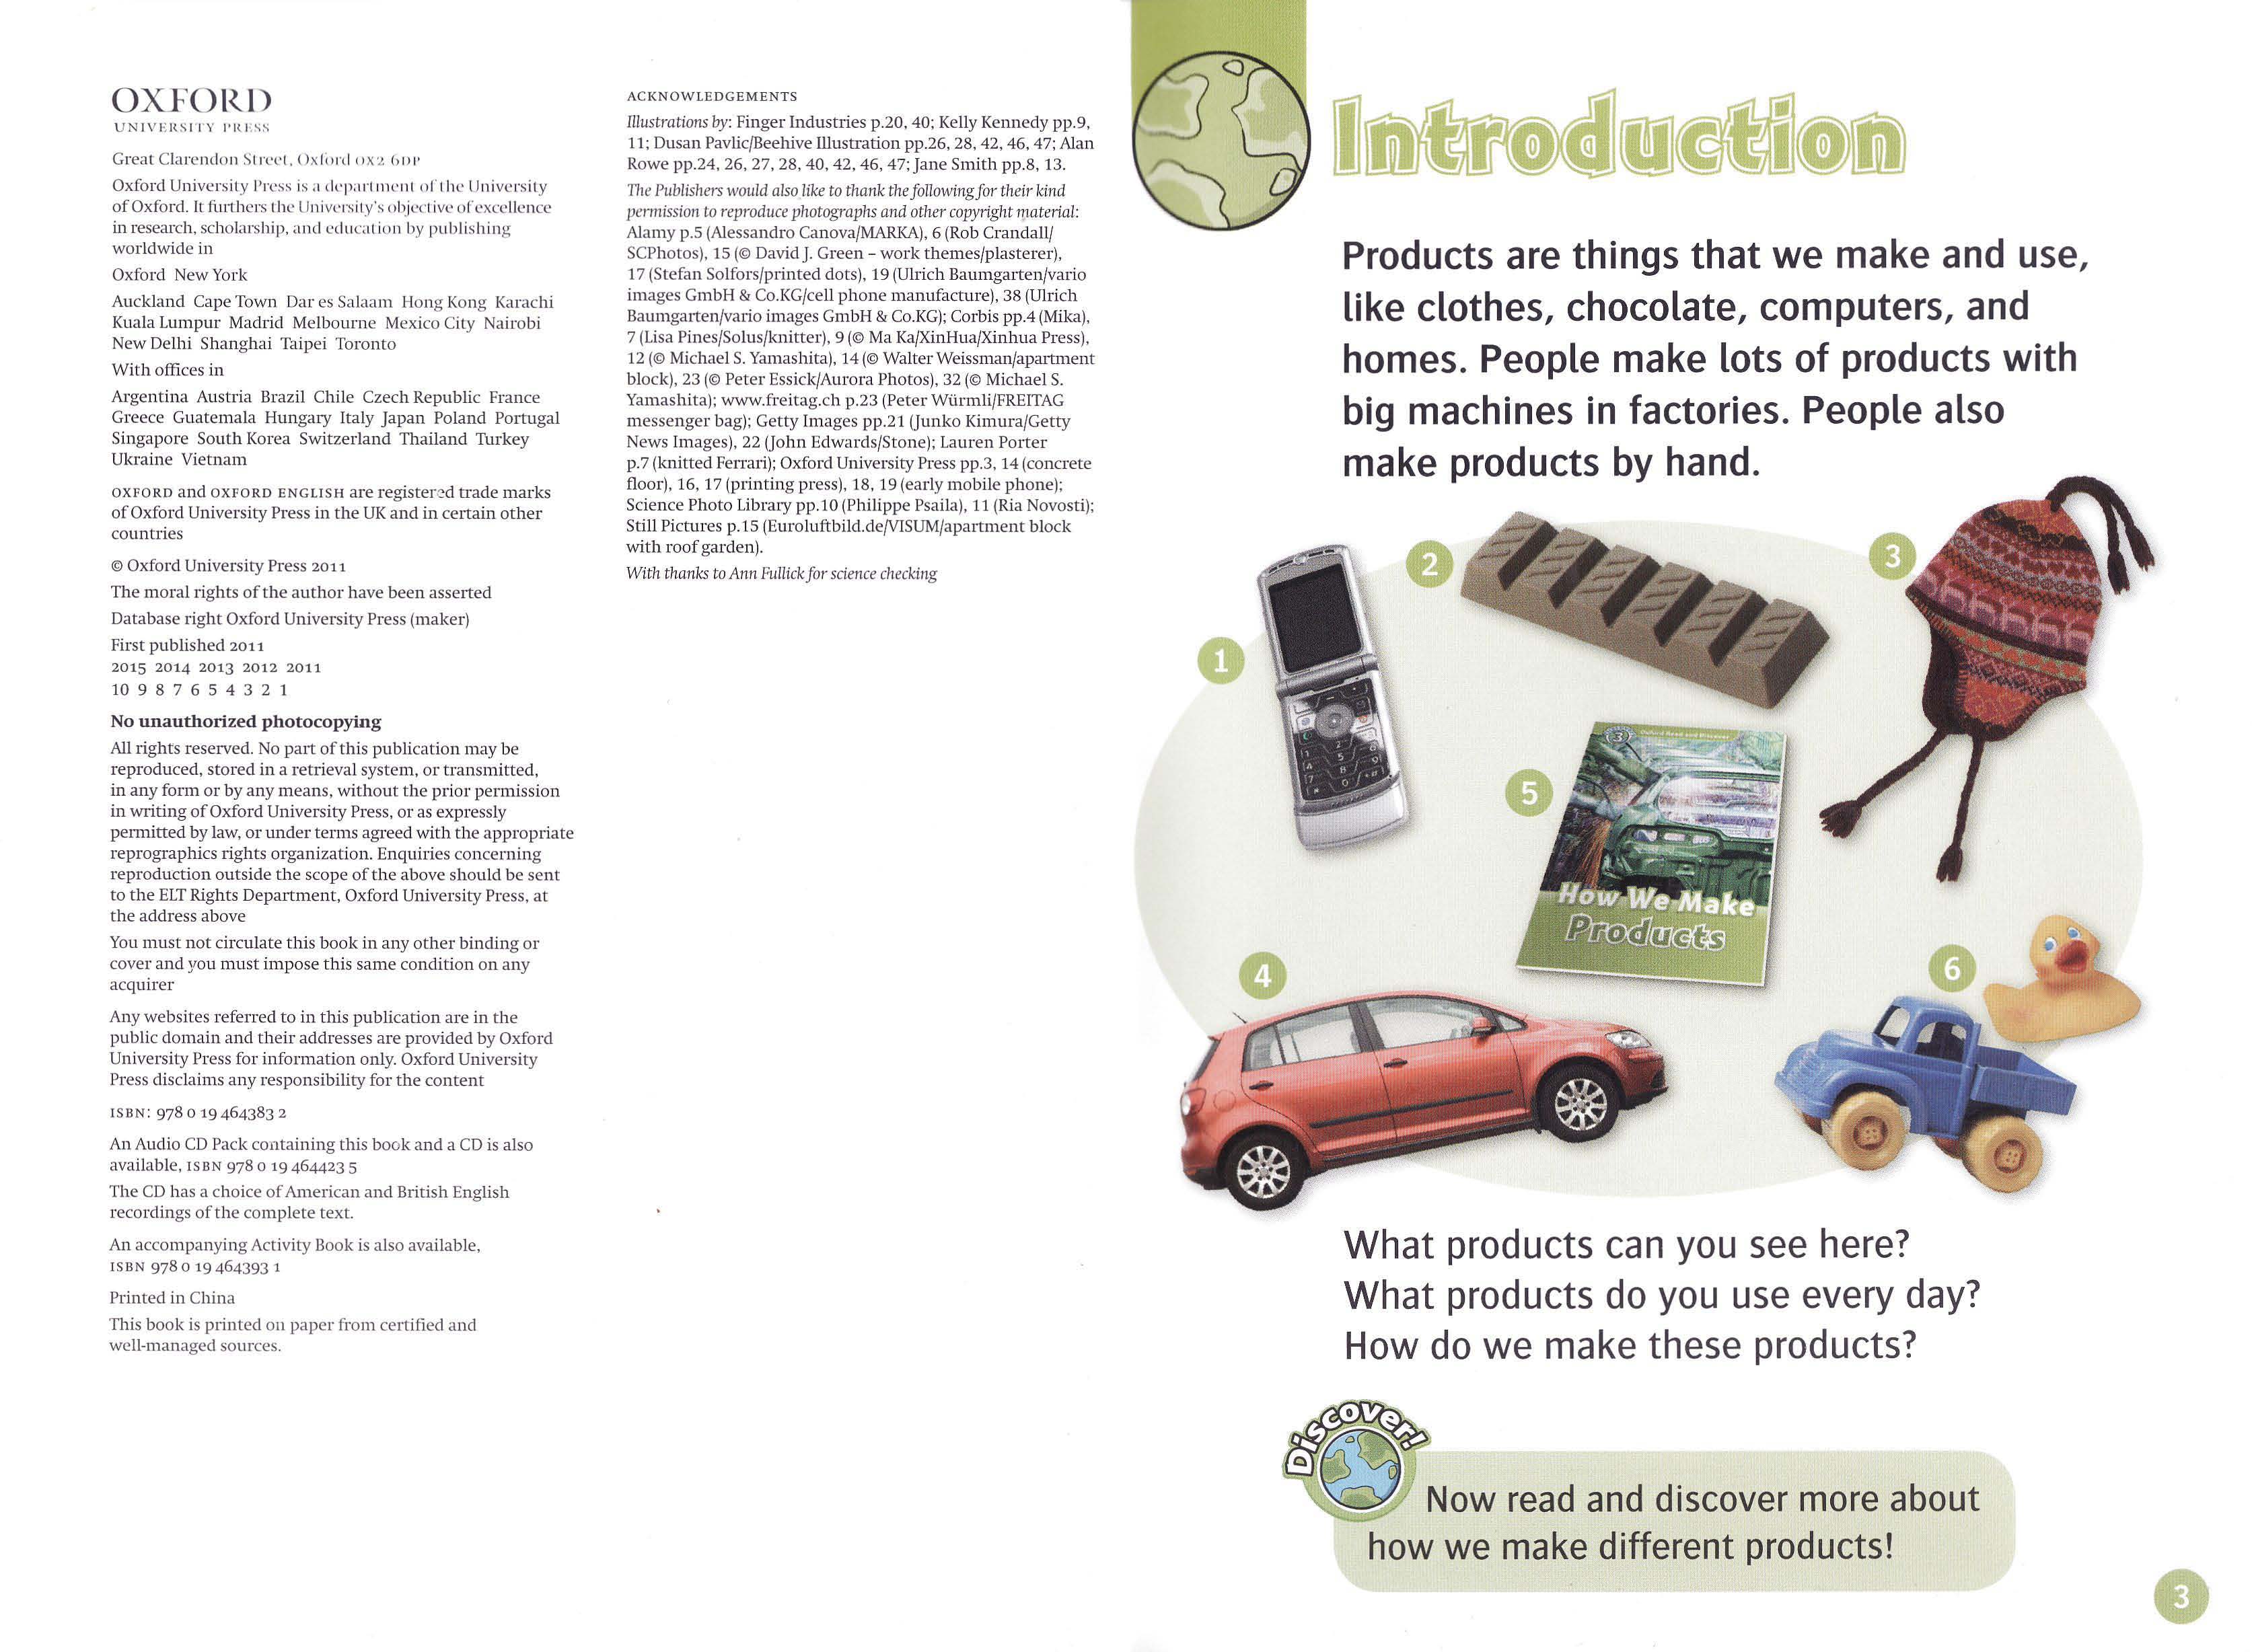 OXFORD
UNIVERSITY PRESS
Great Clarendon Street, Oxford OX2 6DP
Oxford University Press is a department of the University
of Oxford. It furthers the University's objective of excellence
in research, scholarship, and education by publishing
worldwide in
Oxford New York
Auckland Cape Town Dar es Salaam Hong Kong Karachi
Kuala Lumpur Madrid Melbourne Mexico City Nairobi
New Delhi Shanghai Taipei Toronto
With offices in
Argentina Austria Brazil Chile Czech Republic France
Greece Guatemala Hungary Italy Japan Poland Portugal
Singapore South Korea Switzerland Thailand Turkey
Ukraine Vietnam
OXFORD and OXFORD ENGLISH are registered trade marks
of Oxford University Press in the UK and in certain other
countries
© Oxford University Press 2011
The moral rights of the author have been asserted
Database right Oxford University Press (maker)
First published 2011
2015 2014 2013 2012 2011
10 9 8 7 6 5 4 3 2 1
No unauthorized photocopying
All rights reserved. No part of this publication may be
reproduced, stored in a retrieval system, or transmitted,
in any form or by any means, without the prior permission
in writing of Oxford University Press, or as expressly
permitted by law, or under terms agreed with the appropriate
reprographics rights organization. Enquiries concerning
reproduction outside the scope of the above should be sent
to the ELT Rights Department, Oxford University Press, at
the address above
You must not circulate this book in any other binding or
cover and you must impose this same condition on any
acquirer
Any websites referred to in this publication are in the
public domain and their addresses are provided by Oxford
University Press for information only. Oxford University
Press disclaims any responsibility for the content
ISBN: 978 0 19 464383 2
An Audio CD Pack containing this book and a CD is also
available, ISBN 978 0 19 464423 5
The CD has a choice of American and British English
recordings of the complete text.
An accompanying Activity Book is also available,
ISBN 978 0 19 464393 1
Printed in China
This book is printed on paper from certified and
well-managed sources.
ACKNOWLEDGEMENTS
Illustrations by: Finger Industries p.20, 40; Kelly Kennedy pp.9,
11; Dusan Pavlic/Beehive Illustration pp.26, 28, 42, 46, 47; Alan
Rowe pp.24, 26, 27, 28, 40, 42, 46, 47; Jane Smith pp.8, 13.
The Publishers would also like to thank the following for their kind
permission to reproduce photographs and other copyright material:
Alamy p.5 (Alessandro Canova/MARKA), 6 (Rob Crandall/
SCPhotos), 15 (© David J. Green – work themes/plasterer),
17 (Stefan Solfors/printed dots), 19 (Ulrich Baumgarten/vario
images GmbH & Co.KG/cell phone manufacture), 38 (Ulrich
Baumgarten/vario images GmbH & Co.KG); Corbis pp.4 (Mika),
7 (Lisa Pines/Solus/knitter), 9 (© Ma Ka/XinHua/Xinhua Press),
12 (© Michael S. Yamashita), 14 (© Walter Weissman/apartment
block), 23 (© Peter Essick/Aurora Photos), 32 (© Michael S.
Yamashita); www.freitag.ch p.23 (Peter Würmli/FREITAG
messenger bag); Getty Images pp.21 (Junko Kimura/Getty
News Images), 22 (John Edwards/Stone); Lauren Porter
p.7 (knitted Ferrari); Oxford University Press pp.3, 14 (concrete
floor), 16, 17 (printing press), 18, 19 (early mobile phone);
Science Photo Library pp.10 (Philippe Psaila), 11 (Ria Novosti);
Still Pictures p.15 (Euroluftbild.de/VISUM/apartment block
with roof garden).
With thanks to Ann Fullick for science checking
Introduction
Products are things that we make and use,
like clothes, chocolate, computers, and
homes. People make lots of products with
big machines in factories. People also
make products by hand.
1
2
3
5
3 Oxford Read and Discover
How We Make
Products
4
6
What products can you see here?
What products do you use every day?
How do we make these products?
Discover!
Now read and discover more about
how we make different products!
3